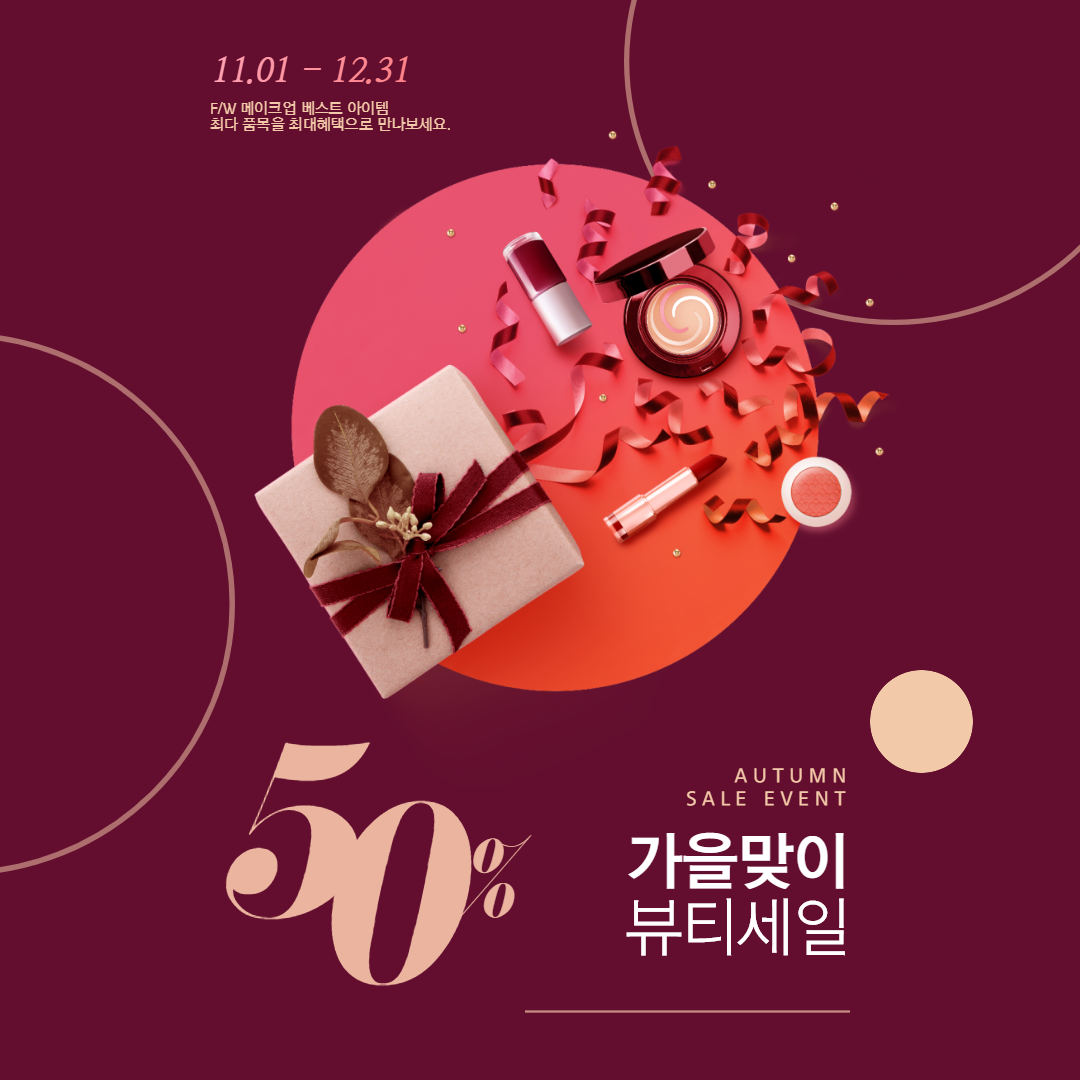 11.01 – 12.31
F/W 메이크업 베스트 아이템
최다 품목을 최대혜택으로 만나보세요.
50%
AUTUMN
SALE EVENT
가을맞이
뷰티세일